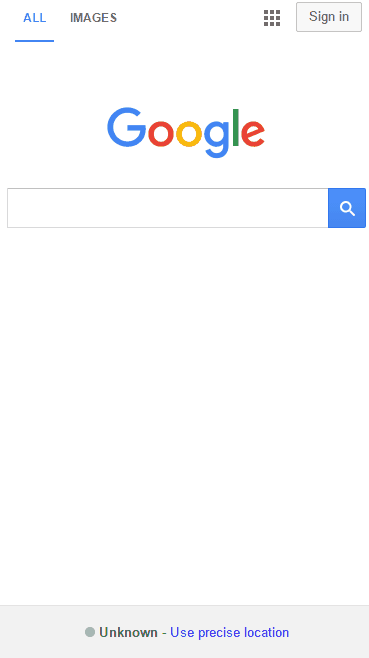 ALL IMAGES Sign in
Google
Unknown - Use precise location